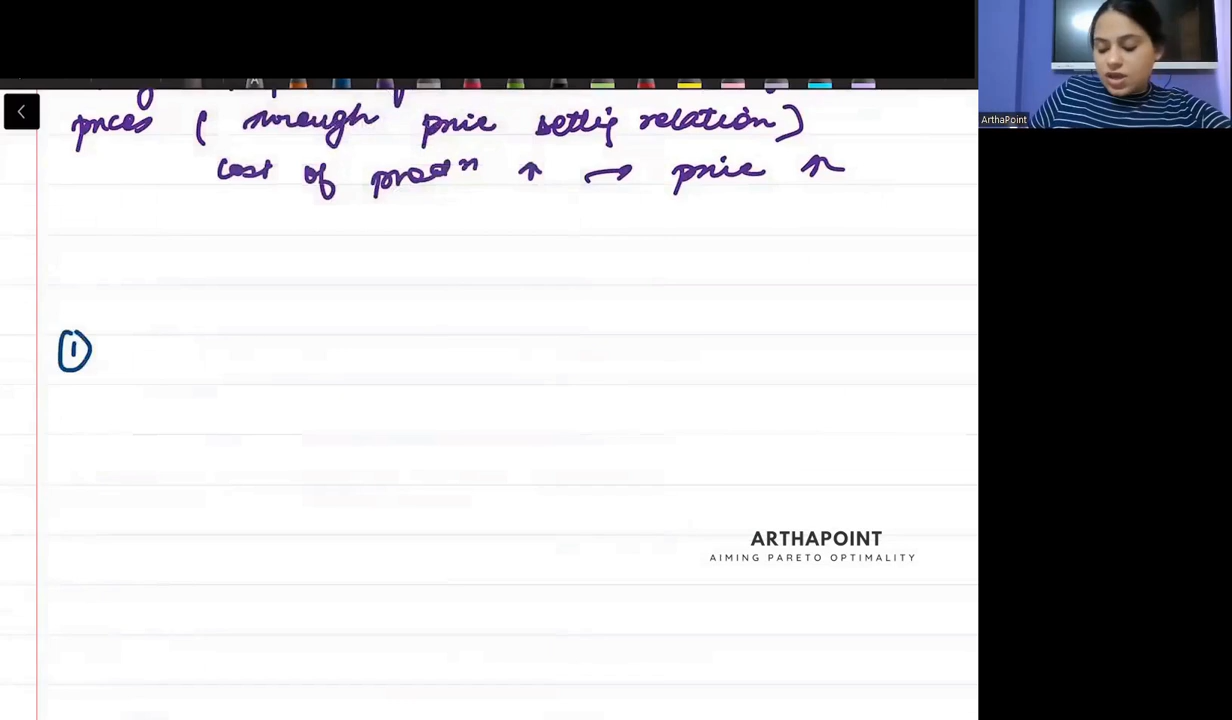 prices ( through price setting relation )
cost of prodⁿ ↑ → price ↑
①
ARTHAPOINT
AIMING PARETO OPTIMALITY
ArthaPoint